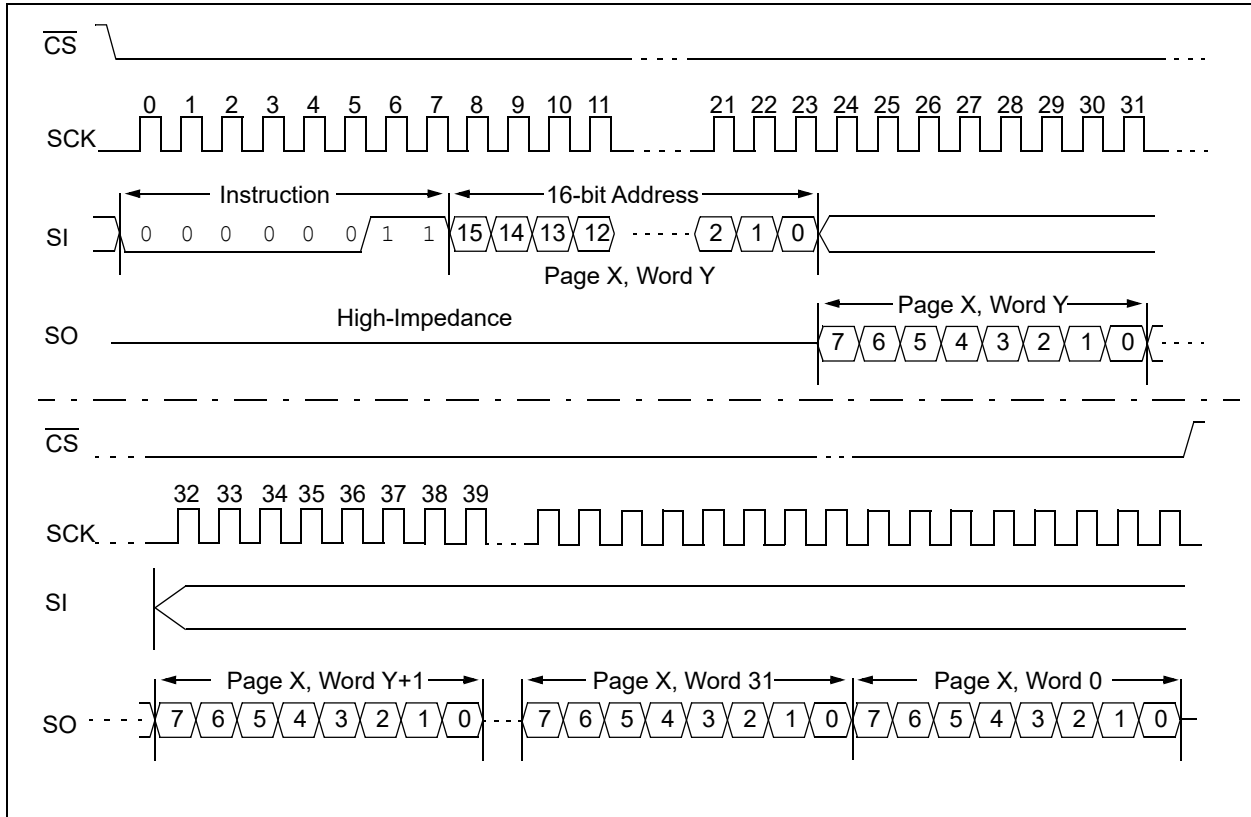 CS
0 1 2 3 4 5 6 7 8 9 10 11 21 22 23 24 25 26 27 28 29 30 31
SCK
Instruction 16-bit Address
SI 0 0 0 0 0 0 1 1 15 14 13 12 2 1 0
Page X, Word Y
Page X, Word Y
High-Impedance
SO 7 6 5 4 3 2 1 0
CS
32 33 34 35 36 37 38 39
SCK
SI
Page X, Word Y+1 Page X, Word 31 Page X, Word 0
SO 7 6 5 4 3 2 1 0 7 6 5 4 3 2 1 0 7 6 5 4 3 2 1 0